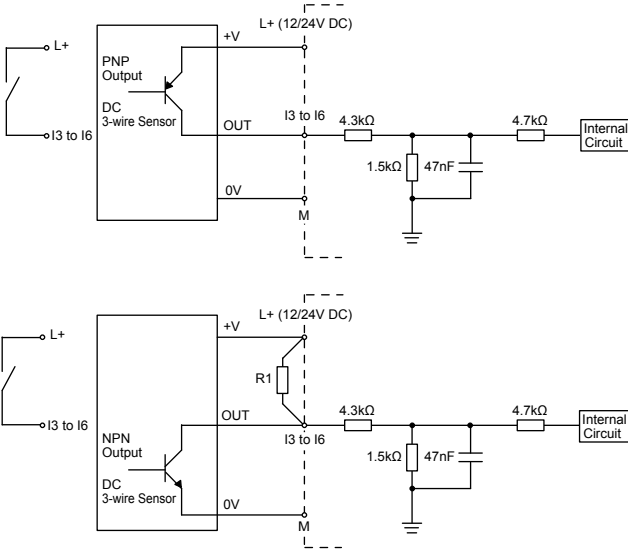 L+ (12/24V DC)
L+
+V
PNP
Output
DC
3-wire Sensor
I3 to I6
OUT
I3 to I6
4.3kΩ
4.7kΩ
Internal
Circuit
1.5kΩ
47nF
0V
M
L+ (12/24V DC)
L+
+V
R1
I3 to I6
OUT
4.3kΩ
4.7kΩ
Internal
Circuit
I3 to I6
NPN
Output
DC
3-wire Sensor
1.5kΩ
47nF
0V
M